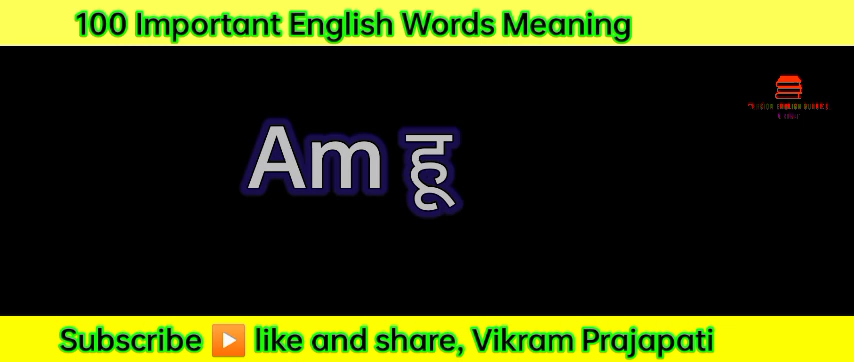 100 Important English Words Meaning
Am हू
Subscribe ▶️ like and share, Vikram Prajapati